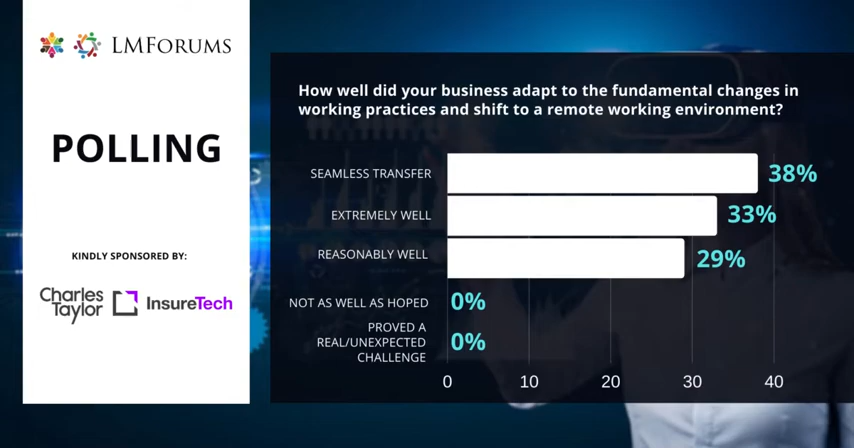 LMForums
POLLING
KINDLY SPONSORED BY:
Charles
Taylor
InsureTech
How well did your business adapt to the fundamental changes in
working practices and shift to a remote working environment?
SEAMLESS TRANSFER 38%
EXTREMELY WELL 33%
REASONABLY WELL 29%
NOT AS WELL AS HOPED 0%
PROVED A
REAL/UNEXPECTED 0%
CHALLENGE
0 10 20 30 40